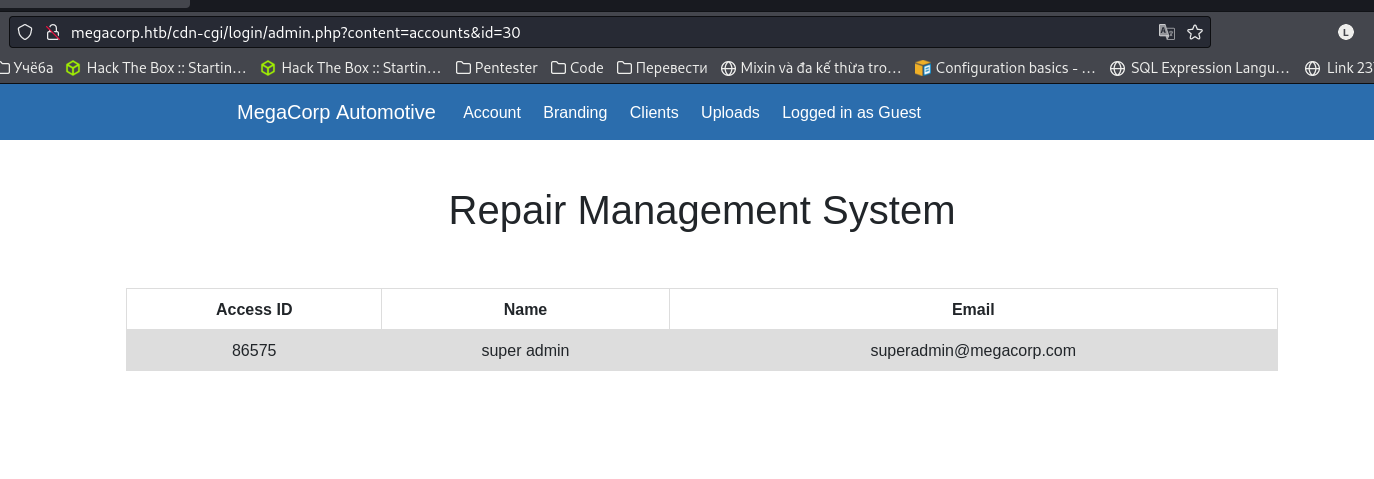 megacorp.htb/cdn-cgi/login/admin.php?content=accounts&id=30
L
Учёба Hack The Box :: Startin... Hack The Box :: Startin... Pentester Code Перевести Mixin và đa kế thừa tro... Configuration basics - ... SQL Expression Langu... Link 23
MegaCorp Automotive Account Branding Clients Uploads Logged in as Guest
Repair Management System
Access ID Name Email
86575 super admin superadmin@megacorp.com